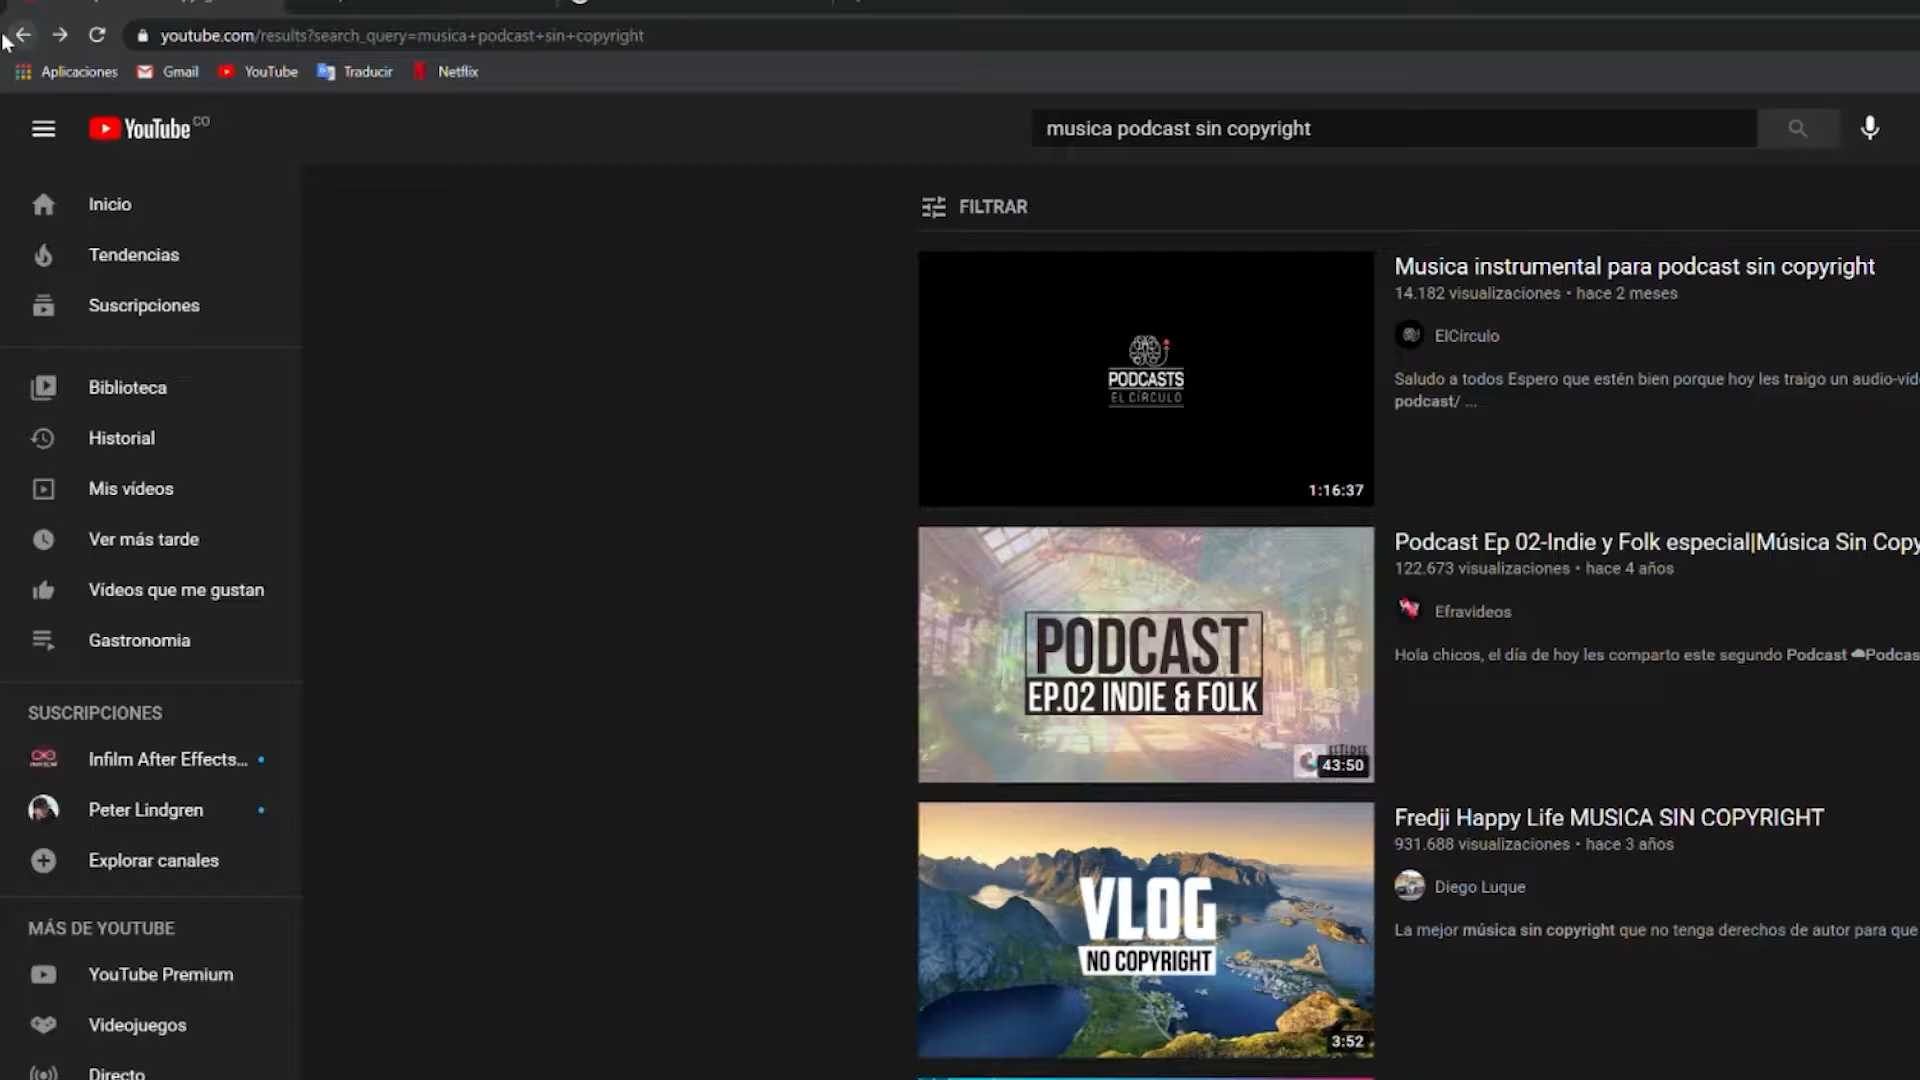 youtube.com/results?search_query=musica+podcast+sin+copyright
Aplicaciones Gmail YouTube Traducir Netflix
YouTube CO
musica podcast sin copyright
Inicio
Tendencias
Suscripciones
Biblioteca
Historial
Mis vídeos
Ver más tarde
Vídeos que me gustan
Gastronomia
SUSCRIPCIONES
Infilm After Effects...
Peter Lindgren
Explorar canales
MÁS DE YOUTUBE
YouTube Premium
Videojuegos
Directo
FILTRAR
PODCASTS
EL CÍRCULO
1:16:37
Musica instrumental para podcast sin copyright
14.182 visualizaciones • hace 2 meses
ElCírculo
Saludo a todos Espero que estén bien porque hoy les traigo un audio-vid
podcast/ ...
PODCAST
EP.02 INDIE & FOLK
43:50
Podcast Ep 02-Indie y Folk especial|Música Sin Copy
122.673 visualizaciones • hace 4 años
Efravideos
Hola chicos, el día de hoy les comparto este segundo Podcast ☁Podcas
VLOG
NO COPYRIGHT
3:52
Fredji Happy Life MUSICA SIN COPYRIGHT
931.688 visualizaciones • hace 3 años
Diego Luque
La mejor música sin copyright que no tenga derechos de autor para que